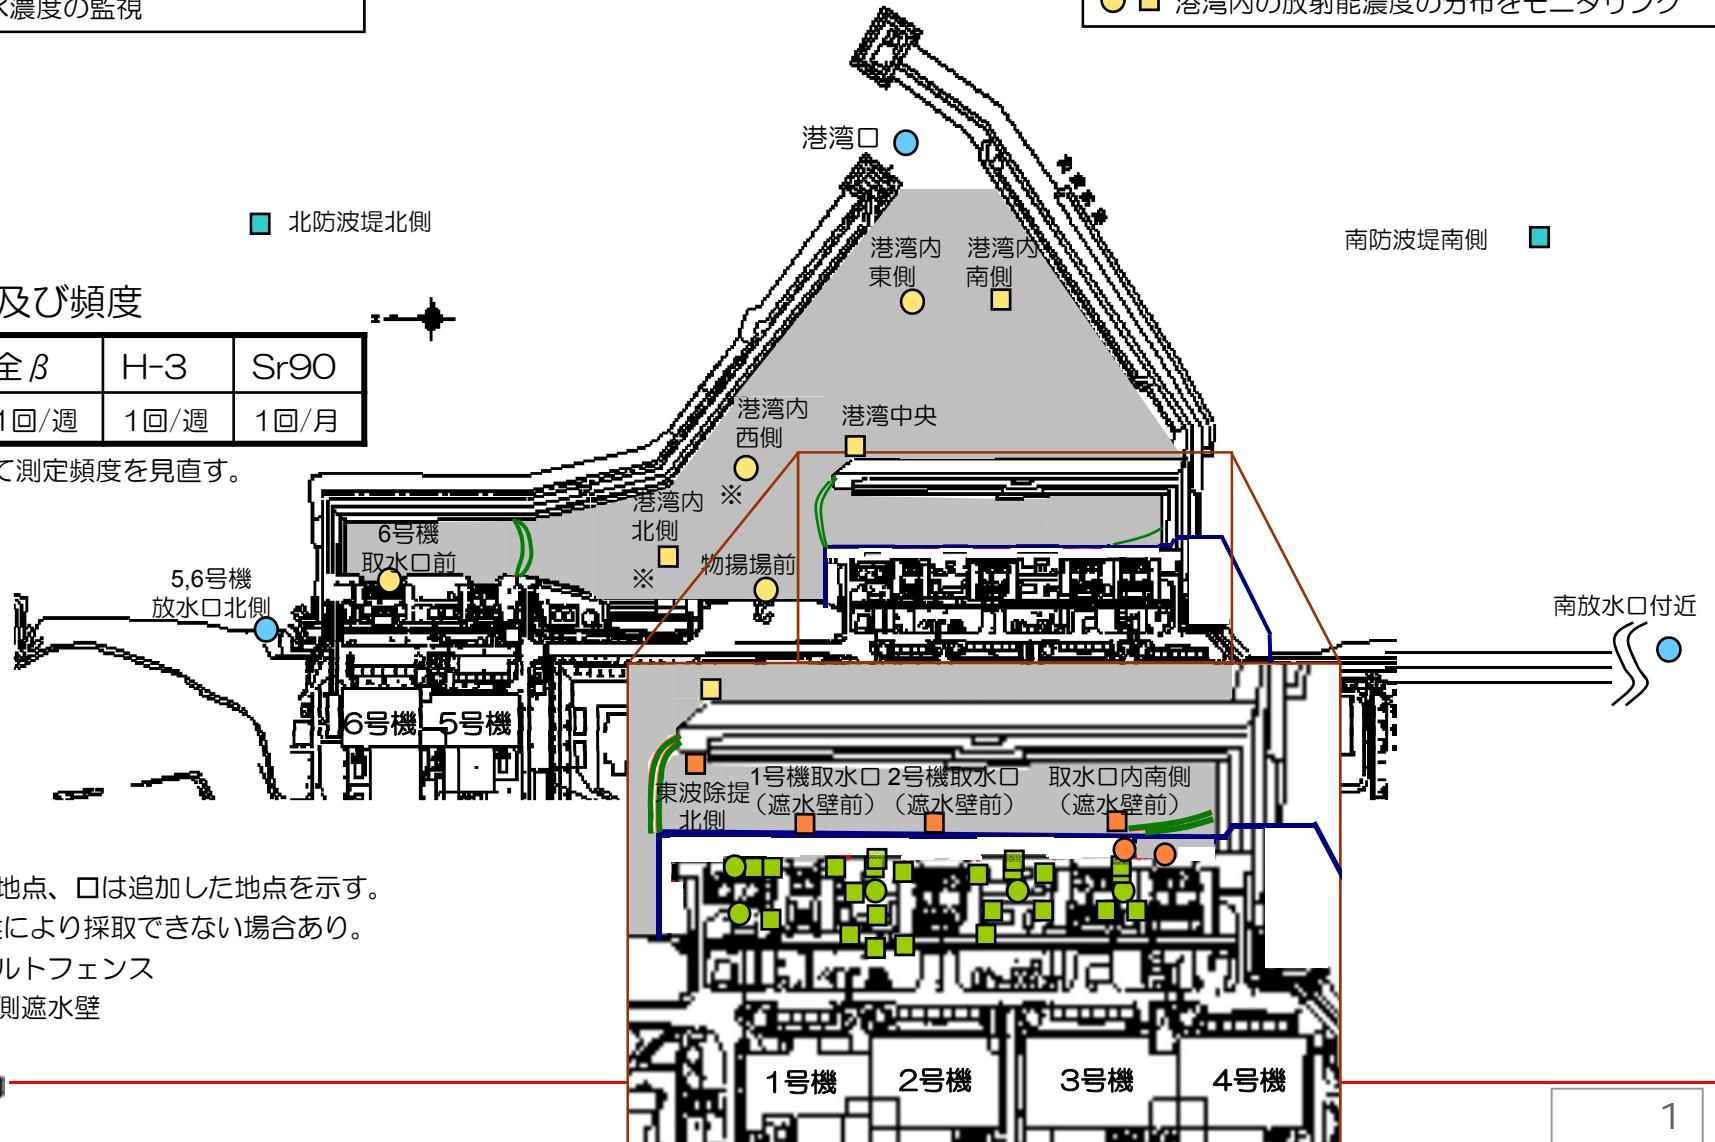 水濃度の監視
港湾内の放射能濃度の分布をモニタリング
港湾口
北防波堤北側
南防波堤南側
港湾内
東側
港湾内
南側
及び頻度
全β H-3 Sr90
1回/週 1回/週 1回/月
て測定頻度を見直す。
港湾内
西側
※
港湾中央
港湾内
北側
※
6号機
取水口前
物揚場前
5,6号機
放水口北側
南放水口付近
6号機 5号機
東波除堤
北側
1号機取水口
（遮水壁前）
2号機取水口
（遮水壁前）
取水口内南側
（遮水壁前）
地点、口は追加した地点を示す。
により採取できない場合あり。
ルトフェンス
側遮水壁
1号機 2号機 3号機 4号機
1